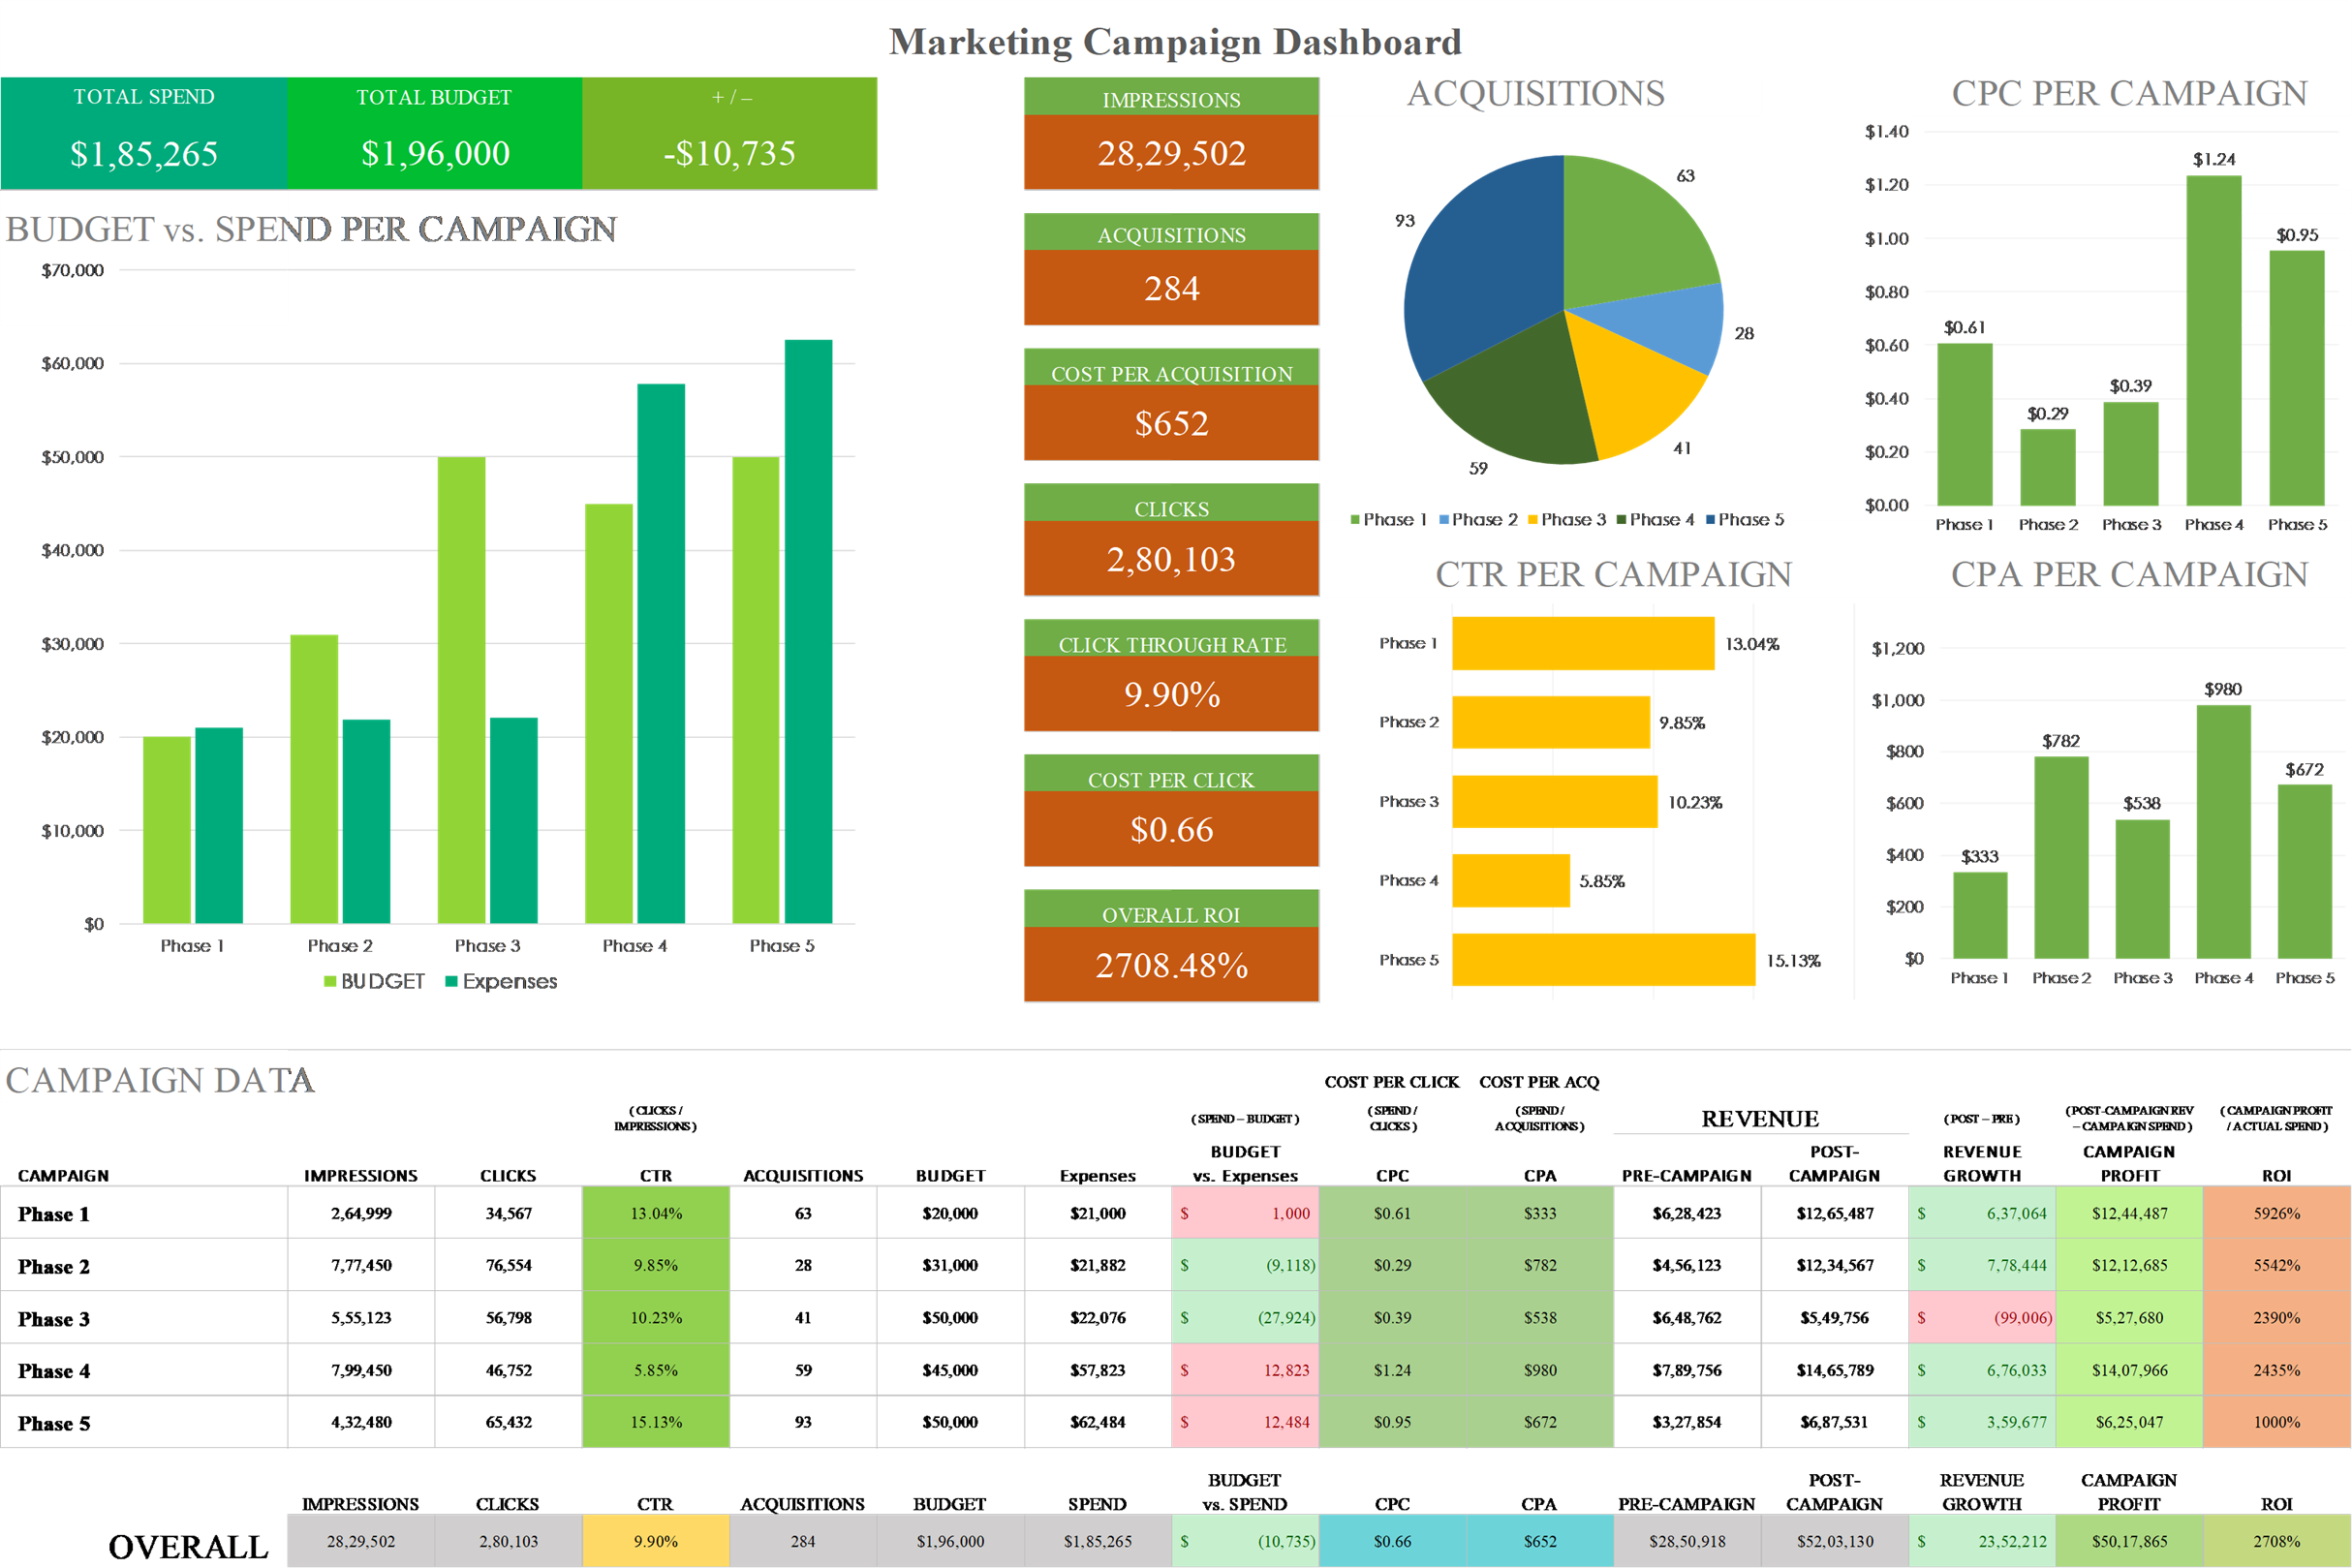 Marketing Campaign Dashboard
TOTAL SPEND
$1,85,265
TOTAL BUDGET
$1,96,000
+ / –
-$10,735
BUDGET vs. SPEND PER CAMPAIGN
$70,000
$60,000
$50,000
$40,000
$30,000
$20,000
$10,000
$0
Phase 1 Phase 2 Phase 3 Phase 4 Phase 5
BUDGET Expenses
IMPRESSIONS
28,29,502
ACQUISITIONS
284
COST PER ACQUISITION
$652
CLICKS
2,80,103
CLICK THROUGH RATE
9.90%
COST PER CLICK
$0.66
OVERALL ROI
2708.48%
ACQUISITIONS
63
28
41
59
93
Phase 1 Phase 2 Phase 3 Phase 4 Phase 5
CTR PER CAMPAIGN
Phase 1 13.04%
Phase 2 9.85%
Phase 3 10.23%
Phase 4 5.85%
Phase 5 15.13%
CPC PER CAMPAIGN
$1.40
$1.20
$1.00
$0.80
$0.60
$0.40
$0.20
$0.00
$0.61 $0.29 $0.39 $1.24 $0.95
Phase 1 Phase 2 Phase 3 Phase 4 Phase 5
CPA PER CAMPAIGN
$1,200
$1,000
$800
$600
$400
$200
$0
$333 $782 $538 $980 $672
Phase 1 Phase 2 Phase 3 Phase 4 Phase 5
CAMPAIGN DATA
COST PER CLICK COST PER ACQ
( CLICKS / IMPRESSIONS ) ( SPEND – BUDGET ) ( SPEND / CLICKS ) ( SPEND / ACQUISITIONS ) REVENUE ( POST – PRE ) ( POST-CAMPAIGN REV – CAMPAIGN SPEND ) ( CAMPAIGN PROFIT / ACTUAL SPEND )
CAMPAIGN IMPRESSIONS CLICKS CTR ACQUISITIONS BUDGET Expenses BUDGET vs. Expenses CPC CPA PRE-CAMPAIGN POST-CAMPAIGN REVENUE GROWTH CAMPAIGN PROFIT ROI
Phase 1 2,64,999 34,567 13.04% 63 $20,000 $21,000 $ 1,000 $0.61 $333 $6,28,423 $12,65,487 $ 6,37,064 $12,44,487 5926%
Phase 2 7,77,450 76,554 9.85% 28 $31,000 $21,882 $ (9,118) $0.29 $782 $4,56,123 $12,34,567 $ 7,78,444 $12,12,685 5542%
Phase 3 5,55,123 56,798 10.23% 41 $50,000 $22,076 $ (27,924) $0.39 $538 $6,48,762 $5,49,756 $ (99,006) $5,27,680 2390%
Phase 4 7,99,450 46,752 5.85% 59 $45,000 $57,823 $ 12,823 $1.24 $980 $7,89,756 $14,65,789 $ 6,76,033 $14,07,966 2435%
Phase 5 4,32,480 65,432 15.13% 93 $50,000 $62,484 $ 12,484 $0.95 $672 $3,27,854 $6,87,531 $ 3,59,677 $6,25,047 1000%
IMPRESSIONS CLICKS CTR ACQUISITIONS BUDGET SPEND BUDGET vs. SPEND CPC CPA PRE-CAMPAIGN POST-CAMPAIGN REVENUE GROWTH CAMPAIGN PROFIT ROI
OVERALL 28,29,502 2,80,103 9.90% 284 $1,96,000 $1,85,265 $ (10,735) $0.66 $652 $28,50,918 $52,03,130 $ 23,52,212 $50,17,865 2708%